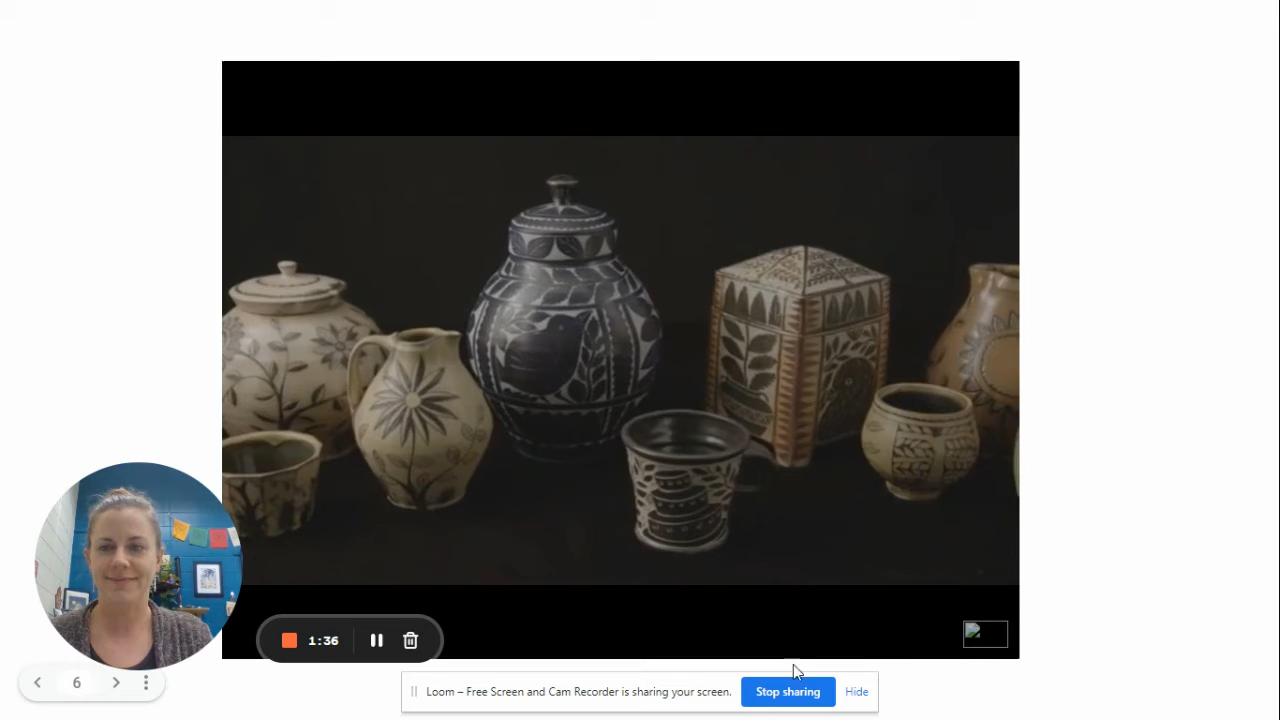 1:36
6
Loom – Free Screen and Cam Recorder is sharing your screen.
Stop sharing
Hide